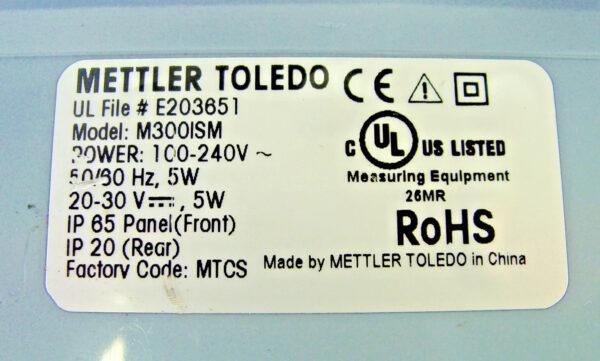 METTLER TOLEDO CE
UL File # E203651
Model: M300ISM
POWER: 100-240V ~
50/60 Hz, 5W
20-30 V⎓, 5W
IP 65 Panel(Front)
IP 20 (Rear)
Factory Code: MTCS
C UL US LISTED
Measuring Equipment
26MR
RoHS
Made by METTLER TOLEDO in China